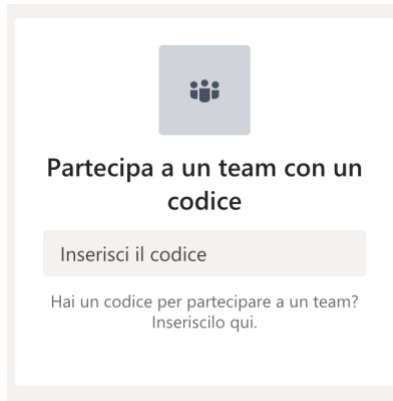 Partecipa a un team con un
codice
Inserisci il codice
Hai un codice per partecipare a un team?
Inseriscilo qui.